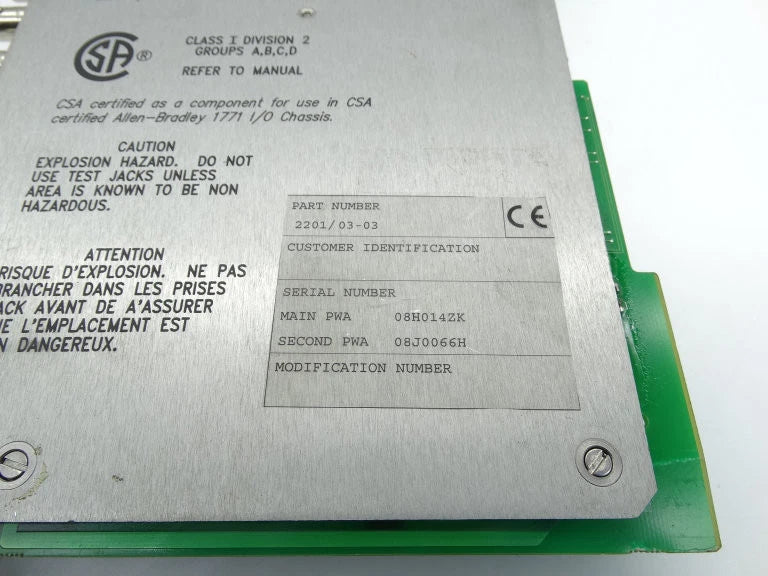 CSA ®
CLASS I DIVISION 2
GROUPS A,B,C,D
REFER TO MANUAL
CSA certified as a component for use in CSA
certified Allen-Bradley 1771 I/O Chassis.
CAUTION
EXPLOSION HAZARD. DO NOT
USE TEST JACKS UNLESS
AREA IS KNOWN TO BE NON
HAZARDOUS.
ATTENTION
RISQUE D'EXPLOSION. NE PAS
BRANCHER DANS LES PRISES
ACK AVANT DE A'ASSURER
UE L'EMPLACEMENT EST
N DANGEREUX.
PART NUMBER
2201/03-03
CE
CUSTOMER IDENTIFICATION
SERIAL NUMBER
MAIN PWA 08H014ZK
SECOND PWA 08J0066H
MODIFICATION NUMBER